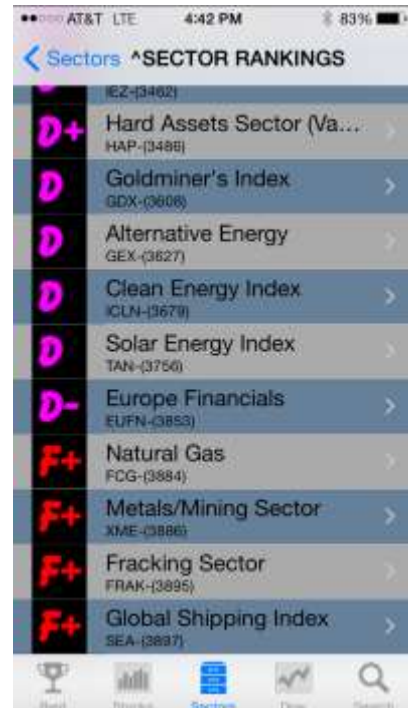 AT&T LTE 4:42 PM 83%
Sectors ^SECTOR RANKINGS
IEZ-(3462)
D+ Hard Assets Sector (Va...
HAP-(3486)
D Goldminer's Index
GDX-(3608)
D Alternative Energy
GEX-(3627)
D Clean Energy Index
ICLN-(3679)
D Solar Energy Index
TAN-(3756)
D- Europe Financials
EUFN-(3853)
F+ Natural Gas
FCG-(3884)
F+ Metals/Mining Sector
XME-(3886)
F+ Fracking Sector
FRAK-(3895)
F+ Global Shipping Index
SEA-(3897)
Sectors